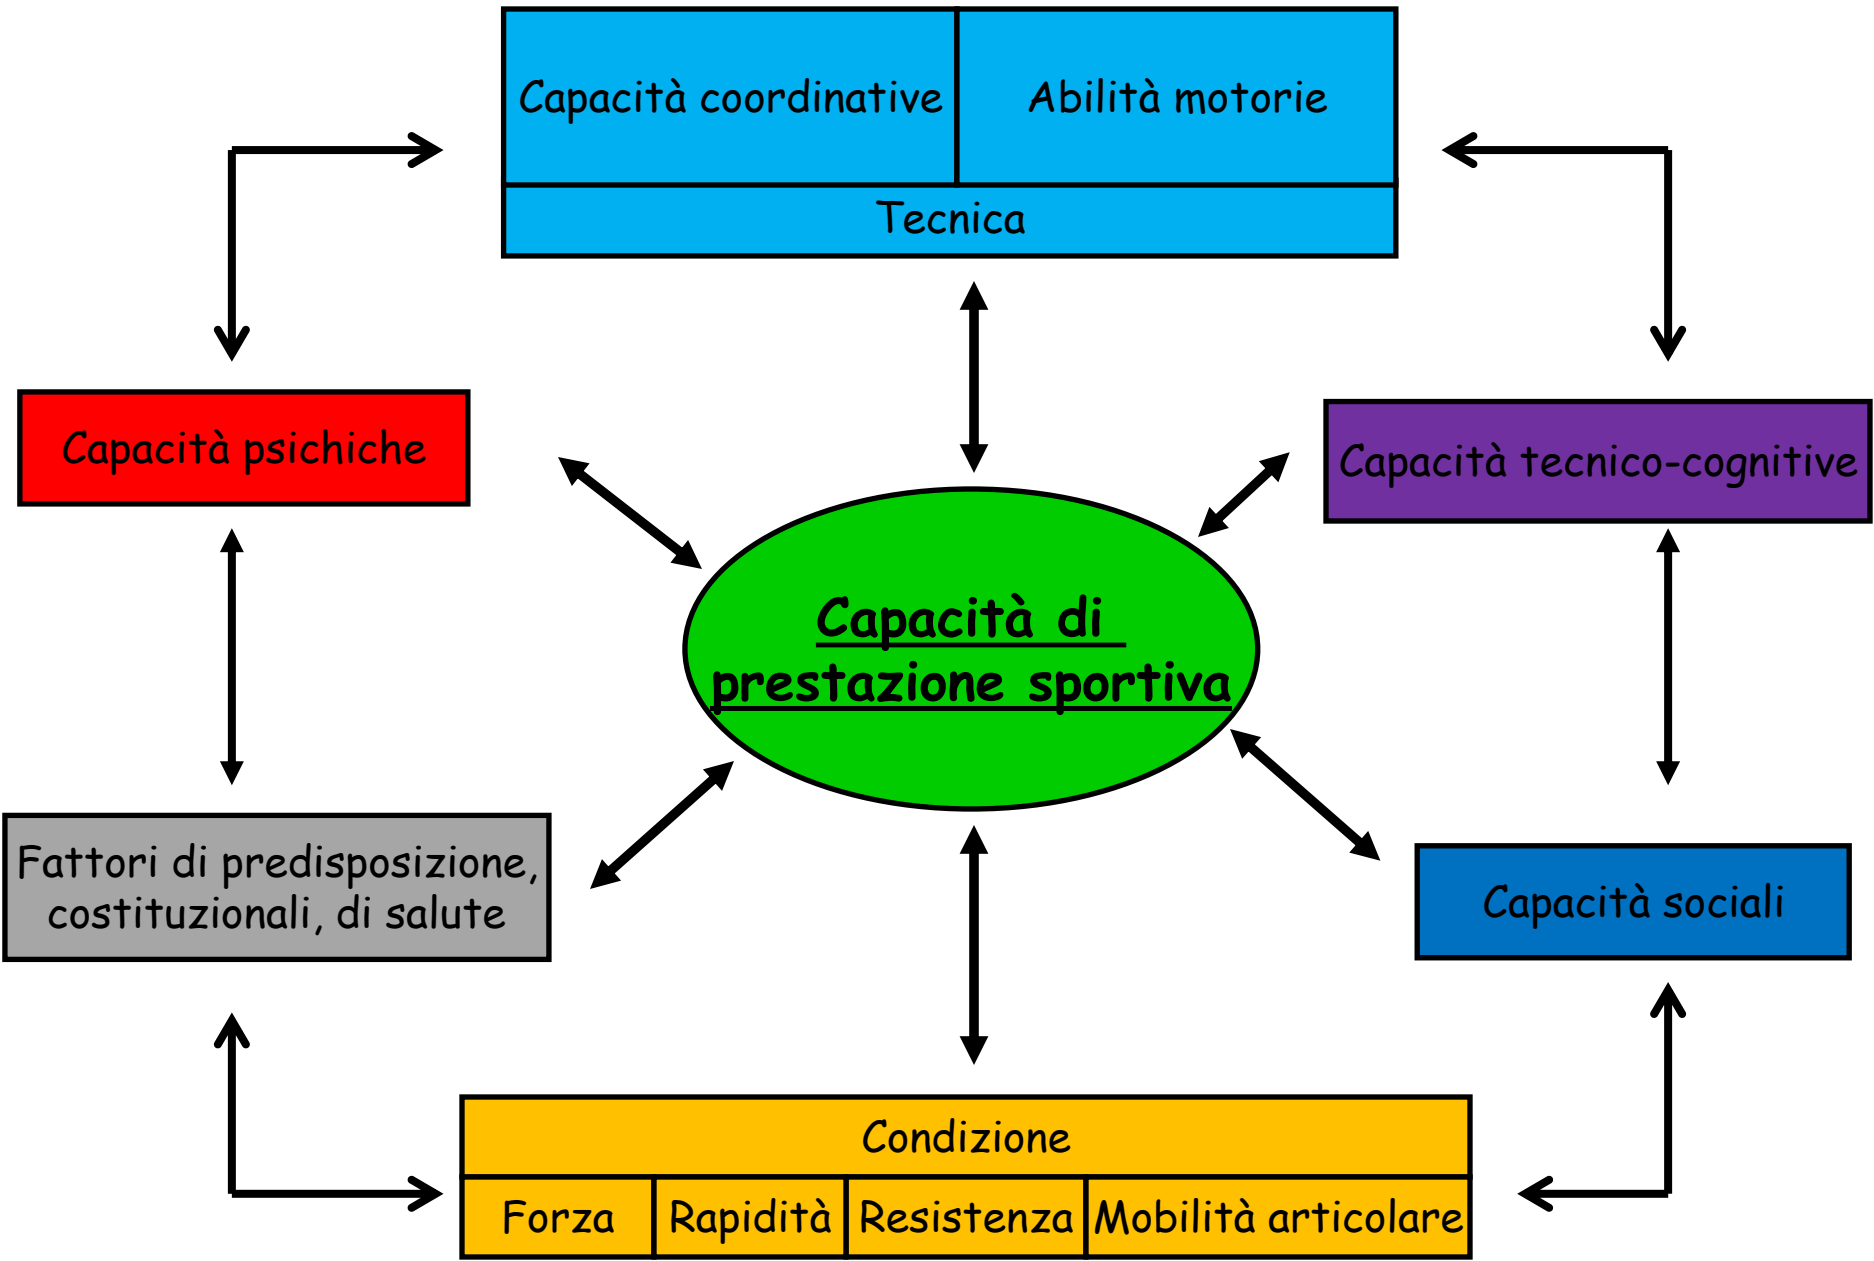 Capacità coordinative
Abilità motorie
Tecnica
Capacità psichiche
Capacità tecnico-cognitive
Capacità di
prestazione sportiva
Fattori di predisposizione,
costituzionali, di salute
Capacità sociali
Condizione
Forza
Rapidità
Resistenza
Mobilità articolare